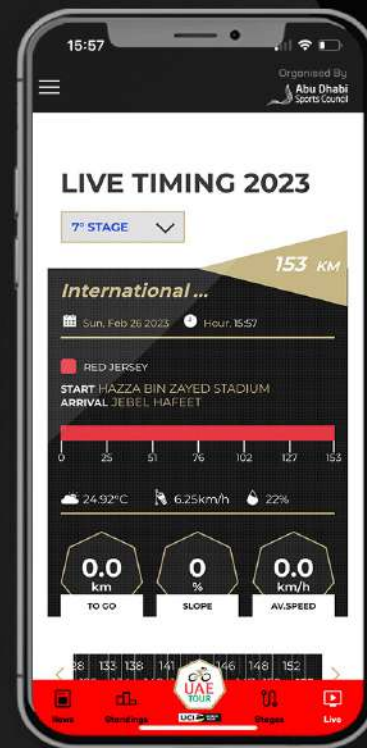 15:57
Organised By
Abu Dhabi
Sports Council
LIVE TIMING 2023
7° STAGE
153 KM
International ...
Sun, Feb 26 2023 Hour, 15:57
RED JERSEY
START HAZZA BIN ZAYED STADIUM
ARRIVAL JEBEL HAFEET
0 25 51 76 102 127 153
24.92°C 6.25km/h 22%
0.0 0 0.0
km % km/h
TO GO SLOPE AV.SPEED
133 138 141 146 148 152
UAE
TOUR
News Standings UCI Stages Live